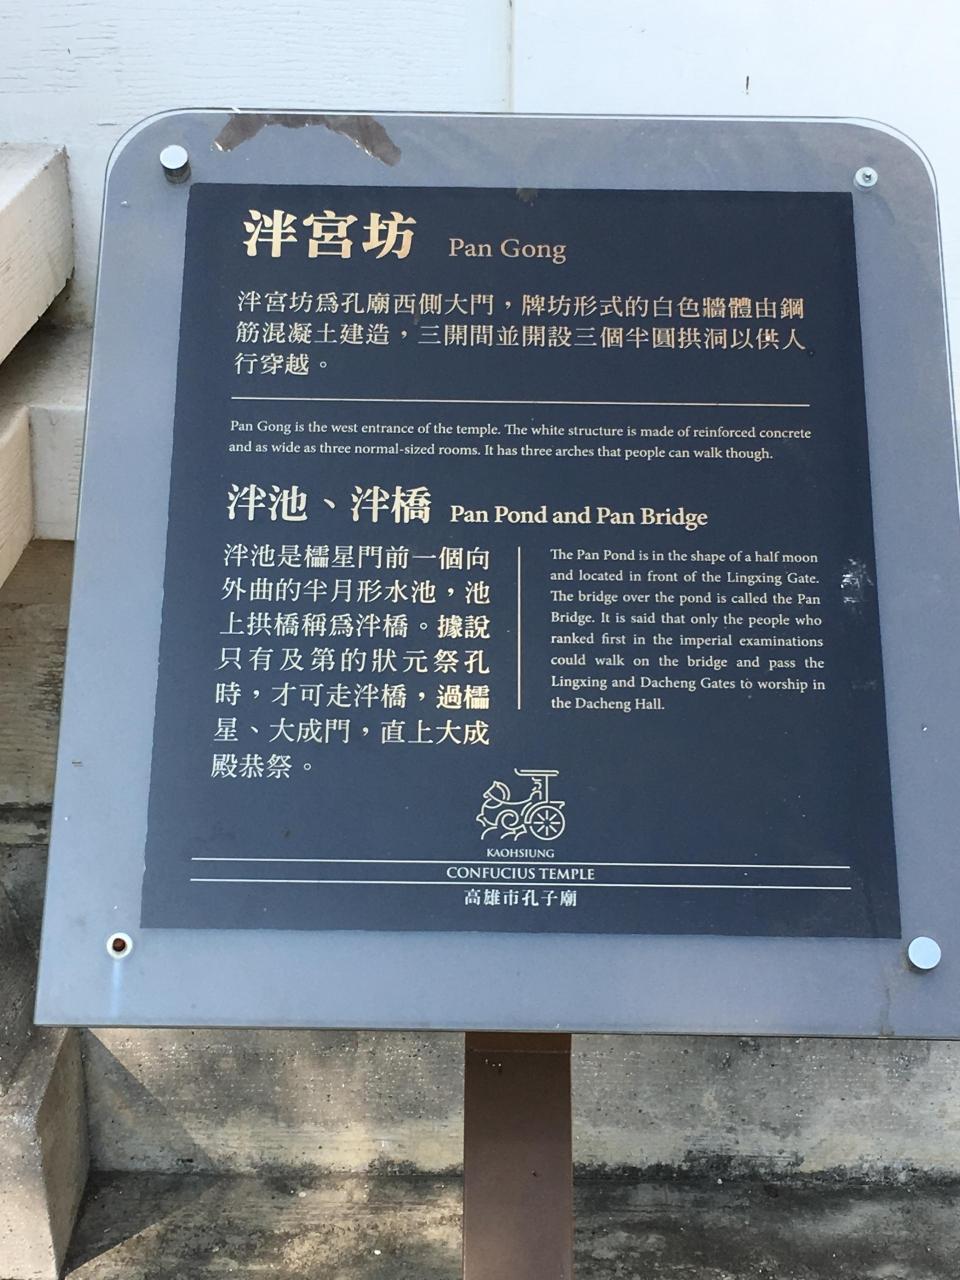 泮宮坊 Pan Gong
泮宮坊爲孔廟西側大門，牌坊形式的白色牆體由鋼
筋混凝土建造，三開間並開設三個半圓拱洞以供人
行穿越。
Pan Gong is the west entrance of the temple. The white structure is made of reinforced concrete
and as wide as three normal-sized rooms. It has three arches that people can walk though.
泮池、泮橋 Pan Pond and Pan Bridge
泮池是櫺星門前一個向
外曲的半月形水池，池
上拱橋稱爲泮橋。據說
只有及第的狀元祭孔
時，才可走泮橋，過櫺
星、大成門，直上大成
殿恭祭。
The Pan Pond is in the shape of a half moon
and located in front of the Lingxing Gate.
The bridge over the pond is called the Pan
Bridge. It is said that only the people who
ranked first in the imperial examinations
could walk on the bridge and pass the
Lingxing and Dacheng Gates to worship in
the Dacheng Hall.
KAOHSIUNG
CONFUCIUS TEMPLE
高雄市孔子廟